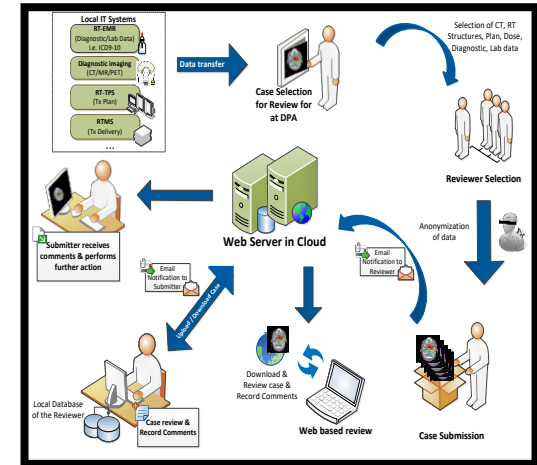 Local IT Systems
RT-EMR
(Diagnostic/Lab Data)
i.e. ICD9-10
Diagnostic imaging
(CT/MR/PET)
RT-TPS
(Tx Plan)
RTMS
(Tx Delivery)
...
Data transfer
Case Selection
for Review for
at DPA
Selection of CT, RT
Structures, Plan, Dose,
Diagnostic, Lab data
Reviewer Selection
Anonymization
of data
Submitter receives
comments & performs
further action
Web Server in Cloud
Email
Notification to
Submitter
Email
Notification to
Reviewer
Upload / Download Case
Local Database
of the Reviewer
Case review &
Record Comments
Download &
Review case &
Record Comments
Web based review
Case Submission